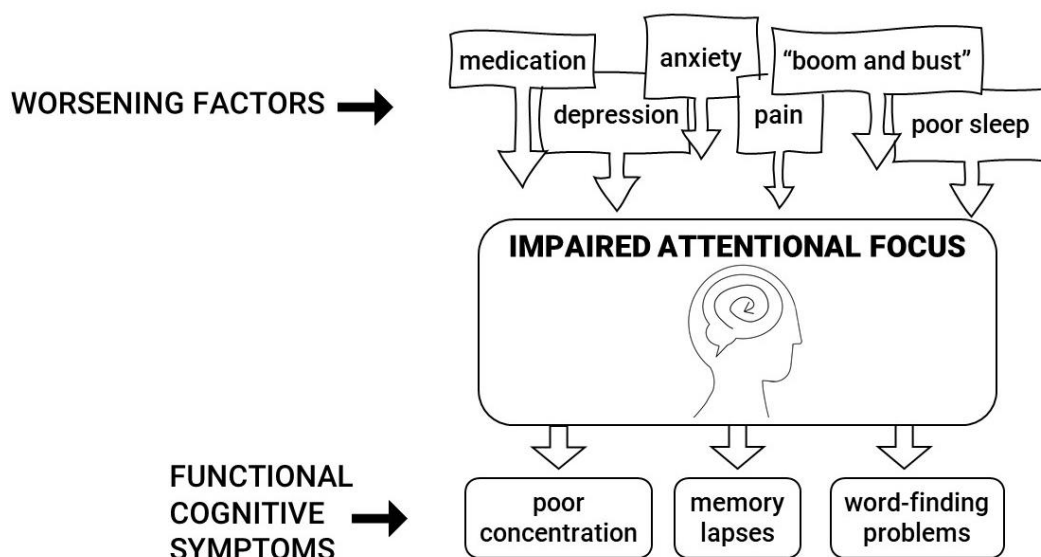 WORSENING FACTORS
medication
anxiety
“boom and bust”
depression
pain
poor sleep
IMPAIRED ATTENTIONAL FOCUS
FUNCTIONAL
COGNITIVE
SYMPTOMS
poor
concentration
memory
lapses
word-finding
problems